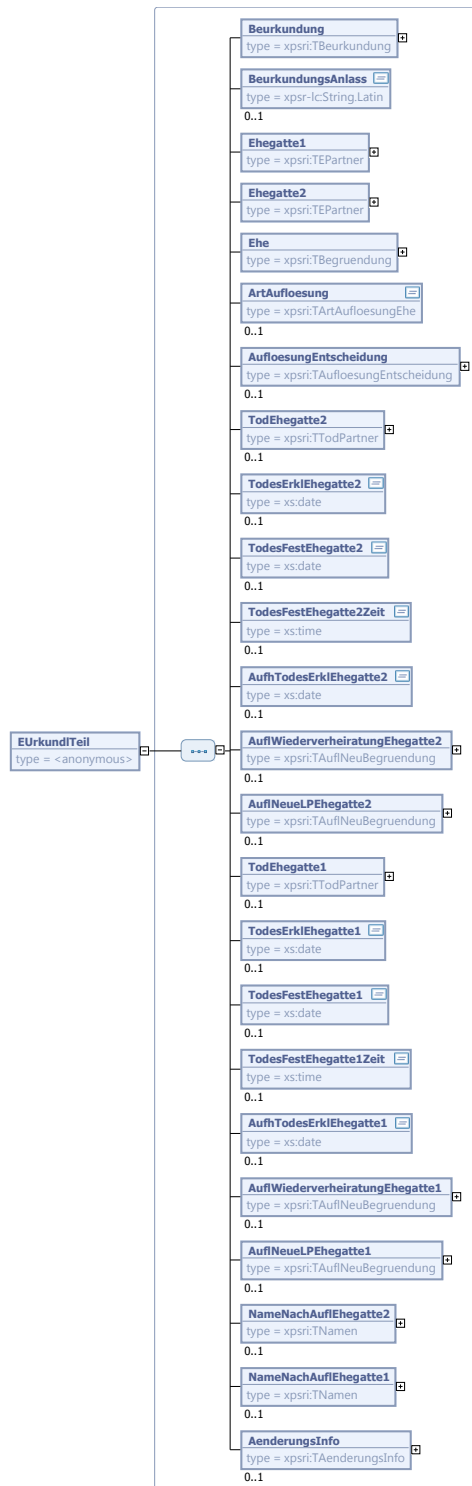 Beurkundung
type = xpsri:TBeurkundung
BeurkundungsAnlass
type = xpsr-lc:String.Latin
0..1
Ehegatte1
type = xpsri:TEPartner
Ehegatte2
type = xpsri:TEPartner
Ehe
type = xpsri:TBegruendung
ArtAufloesung
type = xpsri:TArtAufloesungEhe
0..1
AufloesungEntscheidung
type = xpsri:TAufloesungEntscheidung
0..1
TodEhegatte2
type = xpsri:TTodPartner
0..1
TodesErklEhegatte2
type = xs:date
0..1
TodesFestEhegatte2
type = xs:date
0..1
TodesFestEhegatte2Zeit
type = xs:time
0..1
AufhTodesErklEhegatte2
type = xs:date
0..1
EUrkundlTeil
type = <anonymous>
AuflWiederverheiratungEhegatte2
type = xpsri:TAuflNeuBegruendung
0..1
AuflNeueLPEhegatte2
type = xpsri:TAuflNeuBegruendung
0..1
TodEhegatte1
type = xpsri:TTodPartner
0..1
TodesErklEhegatte1
type = xs:date
0..1
TodesFestEhegatte1
type = xs:date
0..1
TodesFestEhegatte1Zeit
type = xs:time
0..1
AufhTodesErklEhegatte1
type = xs:date
0..1
AuflWiederverheiratungEhegatte1
type = xpsri:TAuflNeuBegruendung
0..1
AuflNeueLPEhegatte1
type = xpsri:TAuflNeuBegruendung
0..1
NameNachAuflEhegatte2
type = xpsri:TNamen
0..1
NameNachAuflEhegatte1
type = xpsri:TNamen
0..1
AenderungsInfo
type = xpsri:TAenderungsInfo
0..1